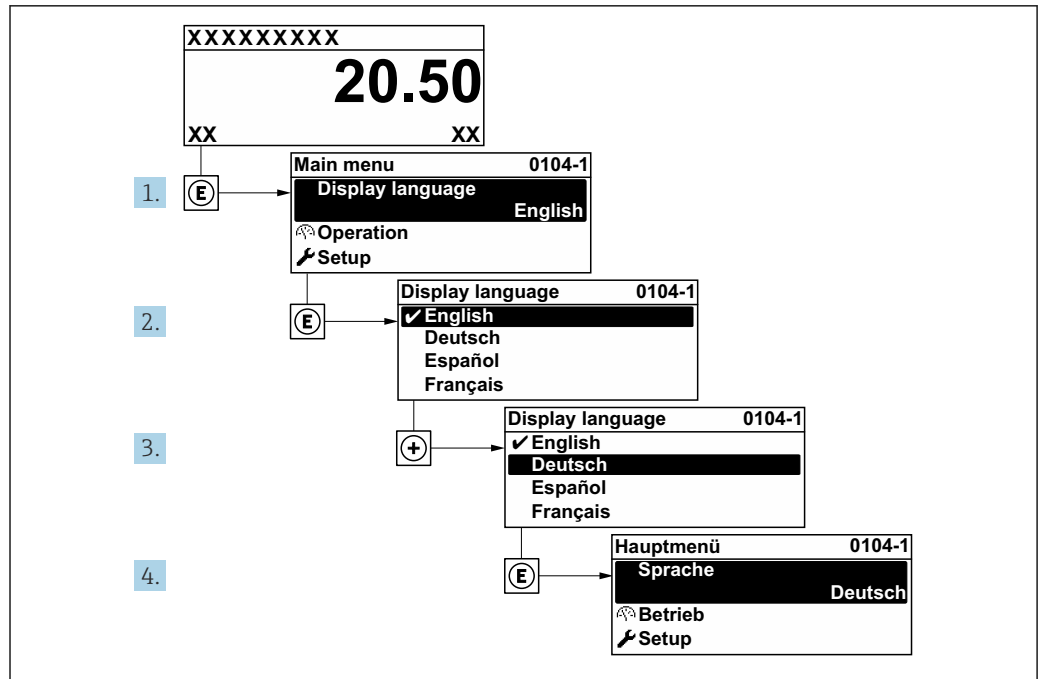 XXXXXXXXX
20.50
XX XX
1. E
Main menu 0104-1
Display language
English
Operation
Setup
2. E
Display language 0104-1
✔English
Deutsch
Español
Français
3. +
Display language 0104-1
✔English
Deutsch
Español
Français
4. E
Hauptmenü 0104-1
Sprache
Deutsch
Betrieb
Setup